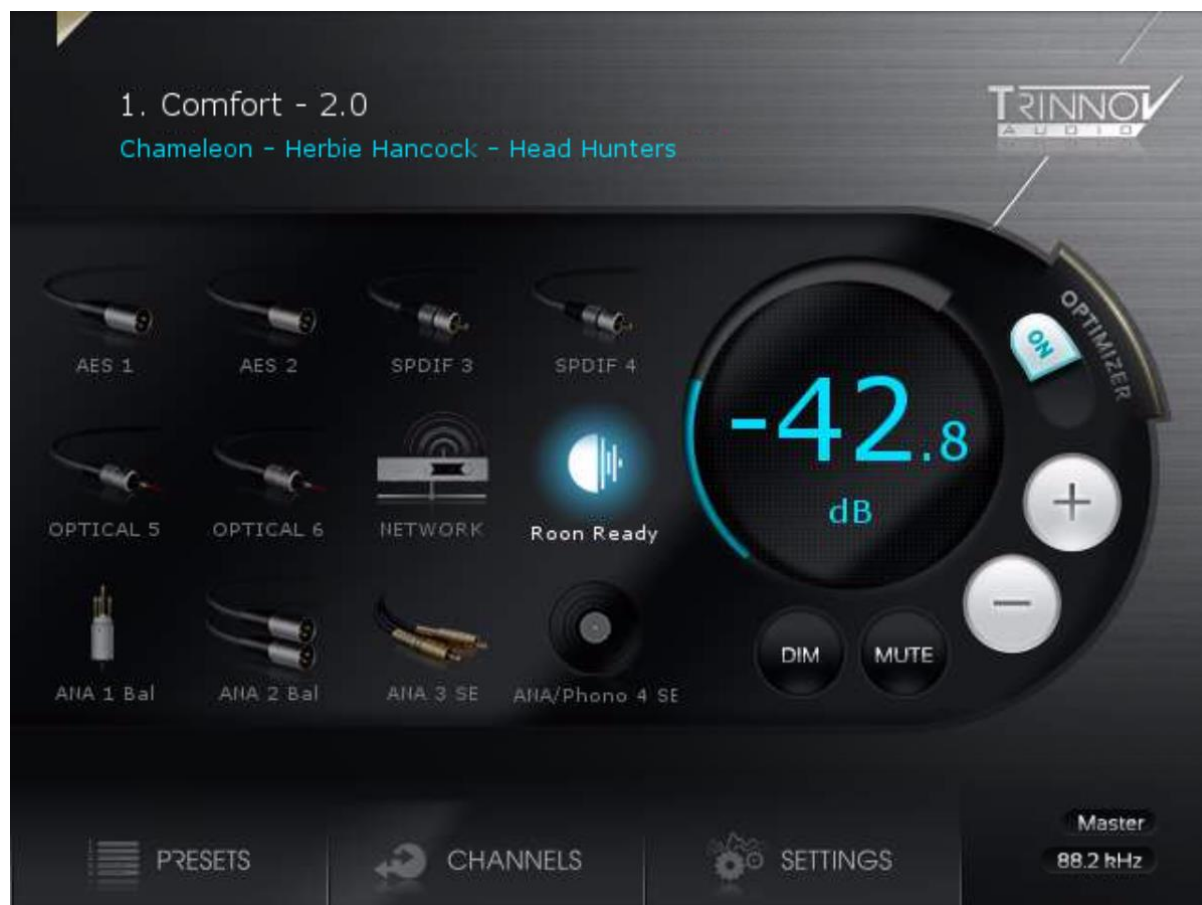 1. Comfort - 2.0
Chameleon - Herbie Hancock - Head Hunters
TRINNOV
AUDIO
OPTIMIZER
ON
AES 1
AES 2
SPDIF 3
SPDIF 4
-42.8
dB
OPTICAL 5
OPTICAL 6
NETWORK
Roon Ready
+
−
DIM
MUTE
ANA 1 Bal
ANA 2 Bal
ANA 3 SE
ANA/Phono 4 SE
PRESETS
CHANNELS
SETTINGS
Master
88.2 kHz